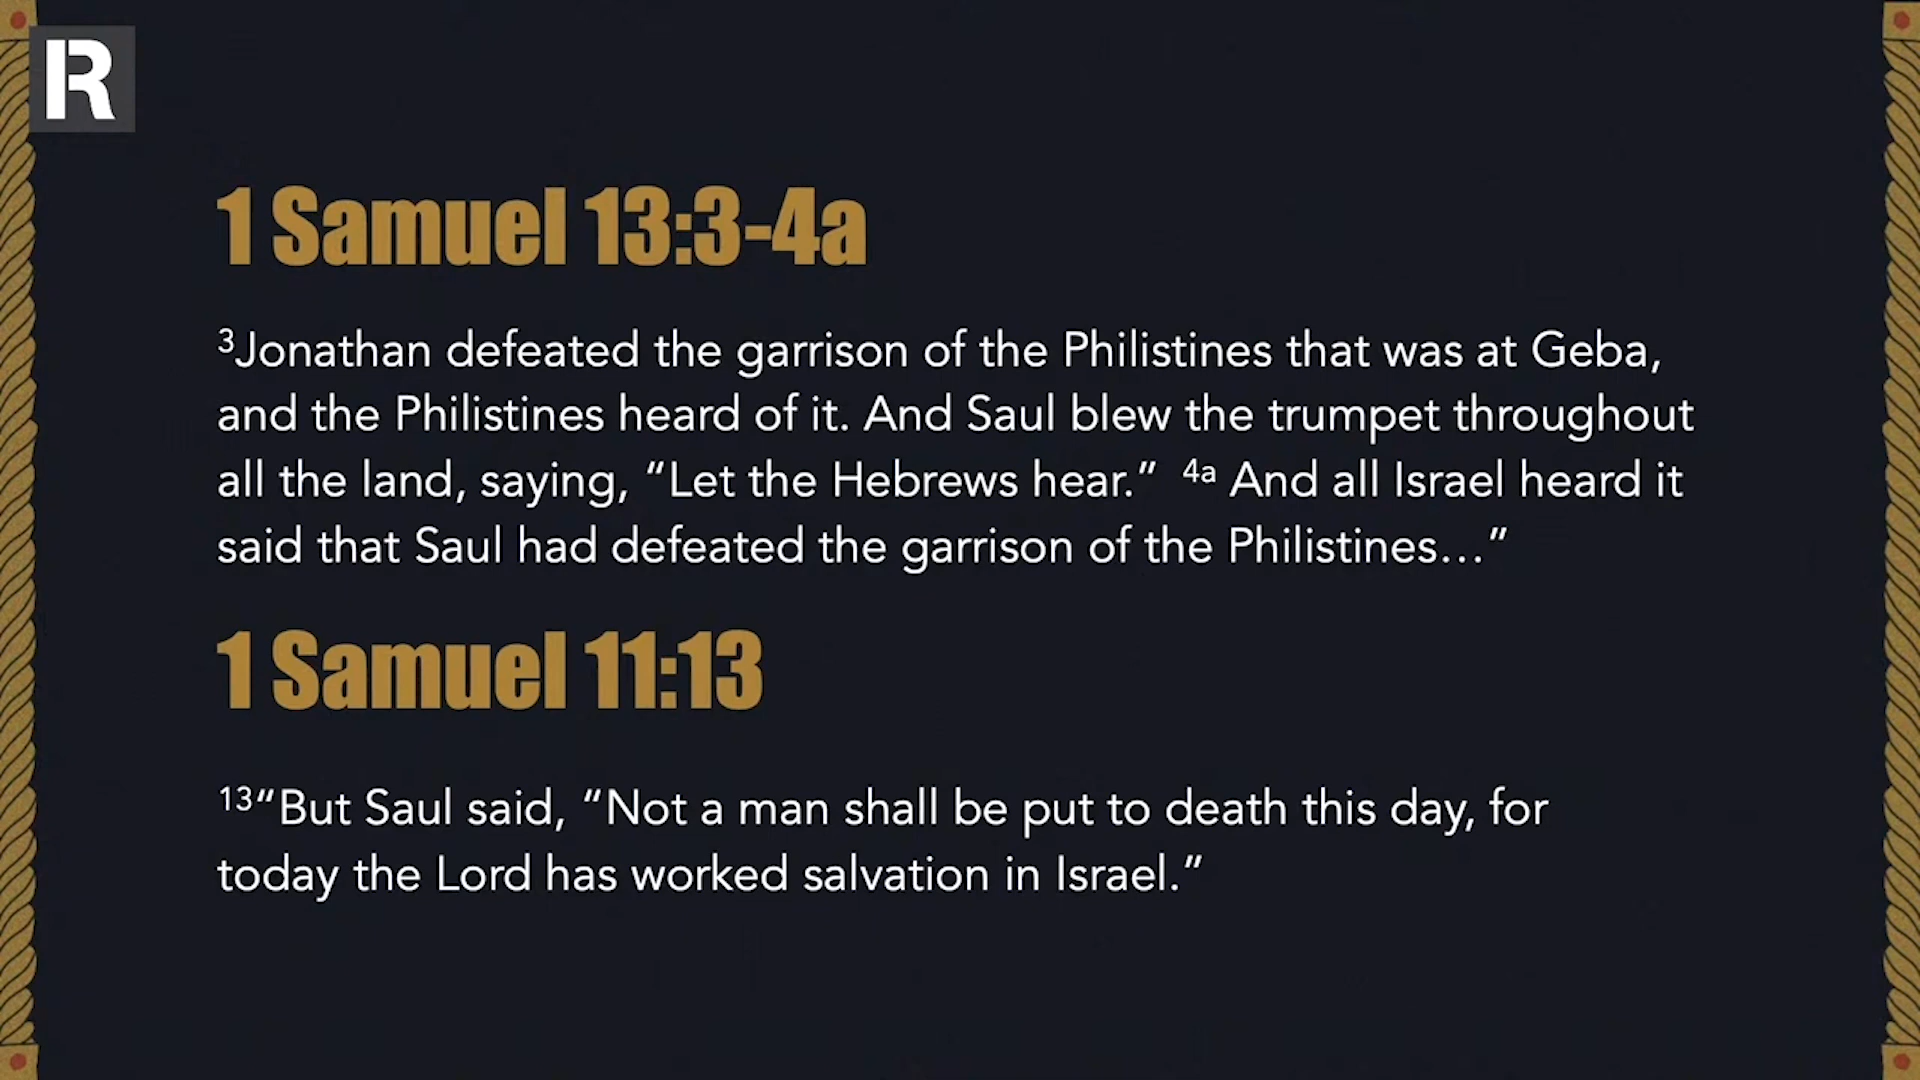 R
1 Samuel 13:3-4a
³Jonathan defeated the garrison of the Philistines that was at Geba,
and the Philistines heard of it. And Saul blew the trumpet throughout
all the land, saying, “Let the Hebrews hear.” ⁴ᵃ And all Israel heard it
said that Saul had defeated the garrison of the Philistines…”
1 Samuel 11:13
¹³“But Saul said, “Not a man shall be put to death this day, for
today the Lord has worked salvation in Israel.”